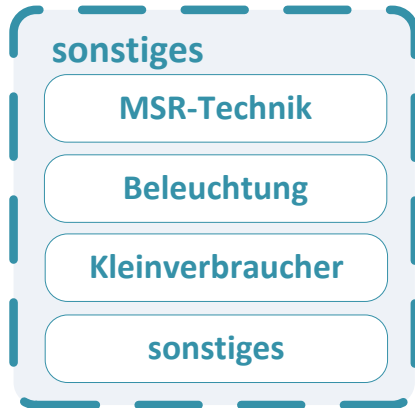 sonstiges
MSR-Technik
Beleuchtung
Kleinverbraucher
sonstiges